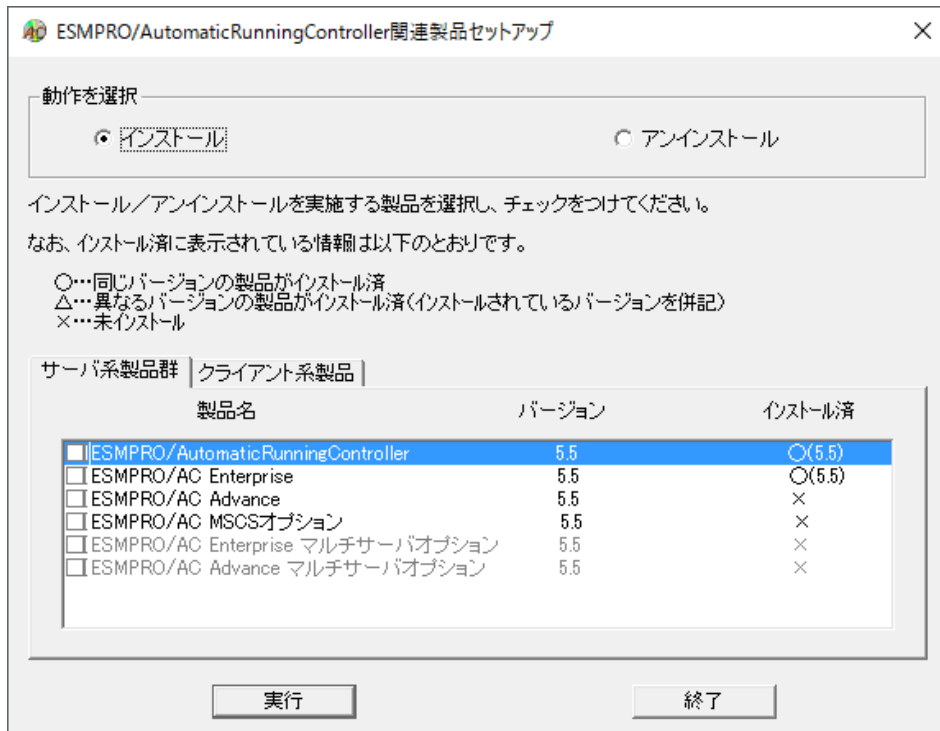 ESMPRO/AutomaticRunningController関連製品セットアップ
動作を選択
インストール
アンインストール
インストール/アンインストールを実施する製品を選択し、チェックをつけてください。
なお、インストール済に表示されている情報は以下のとおりです。
○…同じバージョンの製品がインストール済
△…異なるバージョンの製品がインストール済(インストールされているバージョンを併記)
×…未インストール
サーバ系製品群 クライアント系製品
製品名 バージョン インストール済
ESMPRO/AutomaticRunningController 5.5 ○(5.5)
ESMPRO/AC Enterprise 5.5 ○(5.5)
ESMPRO/AC Advance 5.5 ×
ESMPRO/AC MSCSオプション 5.5 ×
ESMPRO/AC Enterprise マルチサーバオプション 5.5 ×
ESMPRO/AC Advance マルチサーバオプション 5.5 ×
実行 終了